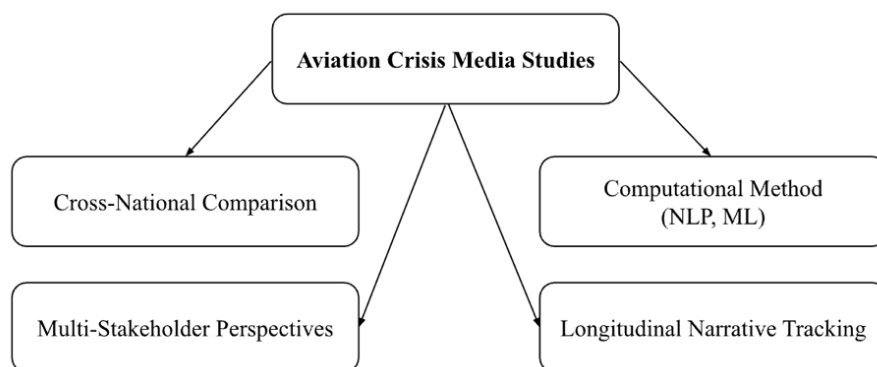 Aviation Crisis Media Studies
Cross-National Comparison
Computational Method
(NLP, ML)
Multi-Stakeholder Perspectives
Longitudinal Narrative Tracking